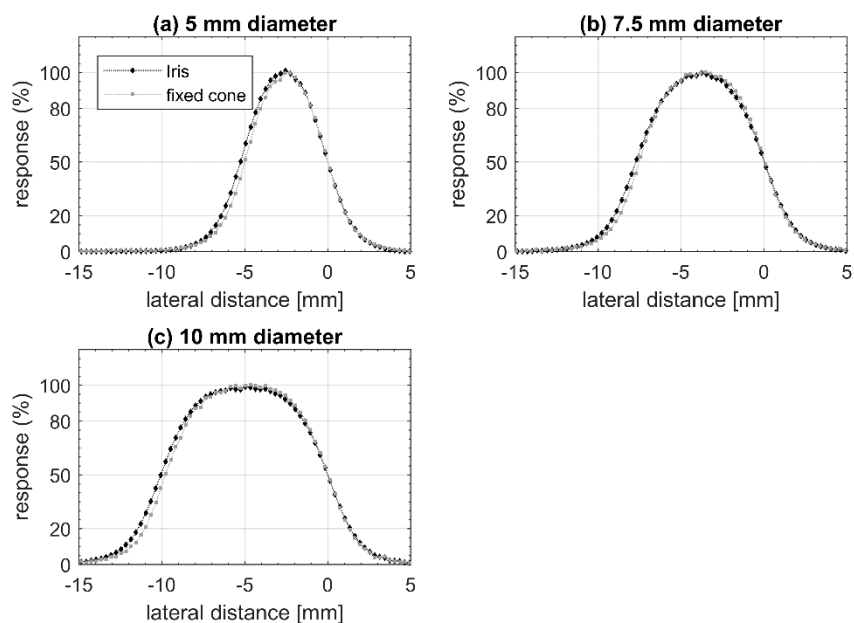 (a) 5 mm diameter
response (%)
100
80
50
20
0
Iris
fixed cone
-15
-10
-5
0
5
lateral distance [mm]
(b) 7.5 mm diameter
response (%)
100
80
50
20
0
-15
-10
-5
0
5
lateral distance [mm]
(c) 10 mm diameter
response (%)
100
80
50
20
0
-15
-10
-5
0
5
lateral distance [mm]